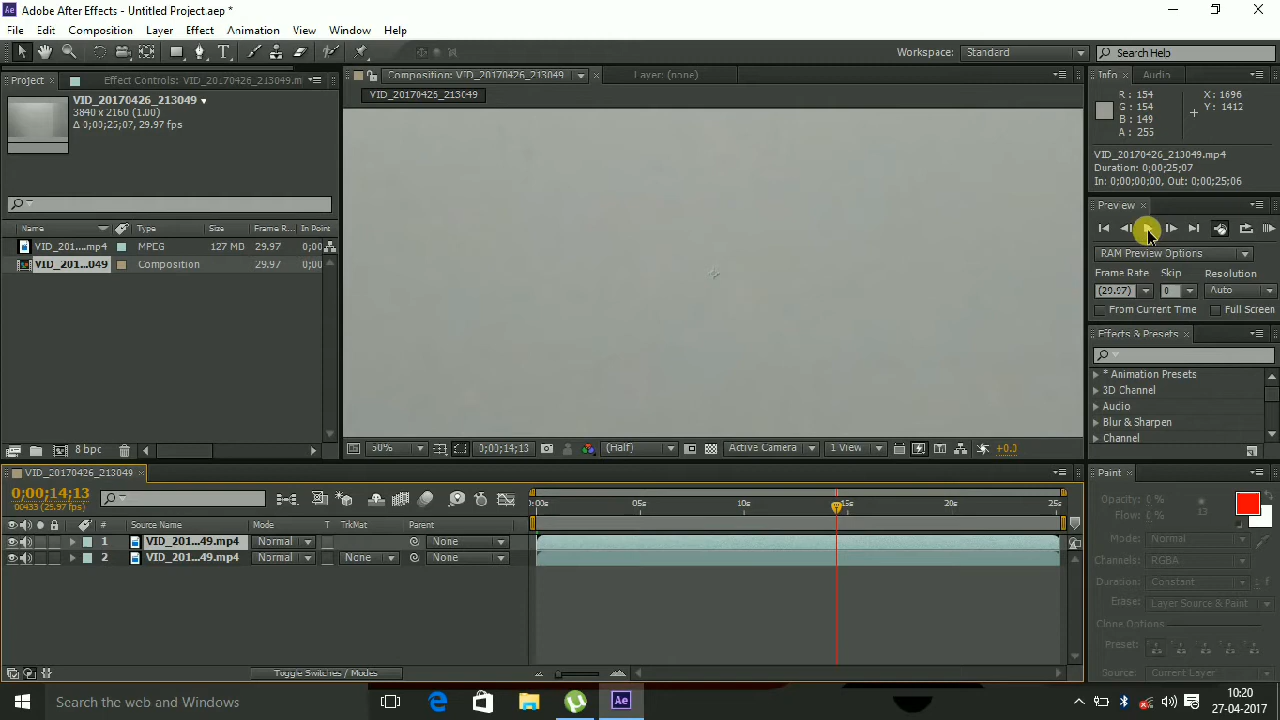 Adobe After Effects - Untitled Project.aep *
File Edit Composition Layer Effect Animation View Window Help
Workspace: Standard Search Help
Project Effect Controls: VID_20170426_213049.m
VID_20170426_213049
3840 x 2160 (1.00)
Δ 0;00;25;07, 29.97 fps
Name Type Size Frame R... In Point
VID_201....mp4 MPEG 127 MB 29.97 0;00
VID_201...049 Composition 29.97 0;00
8 bpc
Composition: VID_20170426_213049 Layer: (none)
VID_20170426_213049
50% 0;00;14;13 (Half) Active Camera 1 View +0.0
Info Audio
R : 154
G : 154
B : 149
A : 255
X : 1696
Y : 1412
VID_20170426_213049.mp4
Duration: 0;00;25;07
In: 0;00;00;00, Out: 0;00;25;06
Preview
RAM Preview Options
Frame Rate Skip Resolution
(29.97) 0 Auto
From Current Time Full Screen
Effects & Presets
* Animation Presets
3D Channel
Audio
Blur & Sharpen
Channel
VID_20170426_213049
0;00;14;13
00433 (29.97 fps)
:00s 05s 10s 15s 25s
# Source Name Mode T TrkMat Parent
1 VID_201...49.mp4 Normal None
2 VID_201...49.mp4 Normal None None
Toggle Switches / Modes
Paint
Opacity: 0 %
Flow: 0 %
13
Mode: Normal
Channels: RGBA
Duration: Constant 1 f
Erase: Layer Source & Paint
Clone Options
Preset:
Source: Current Layer
Search the web and Windows
Ae
10:20
27-04-2017